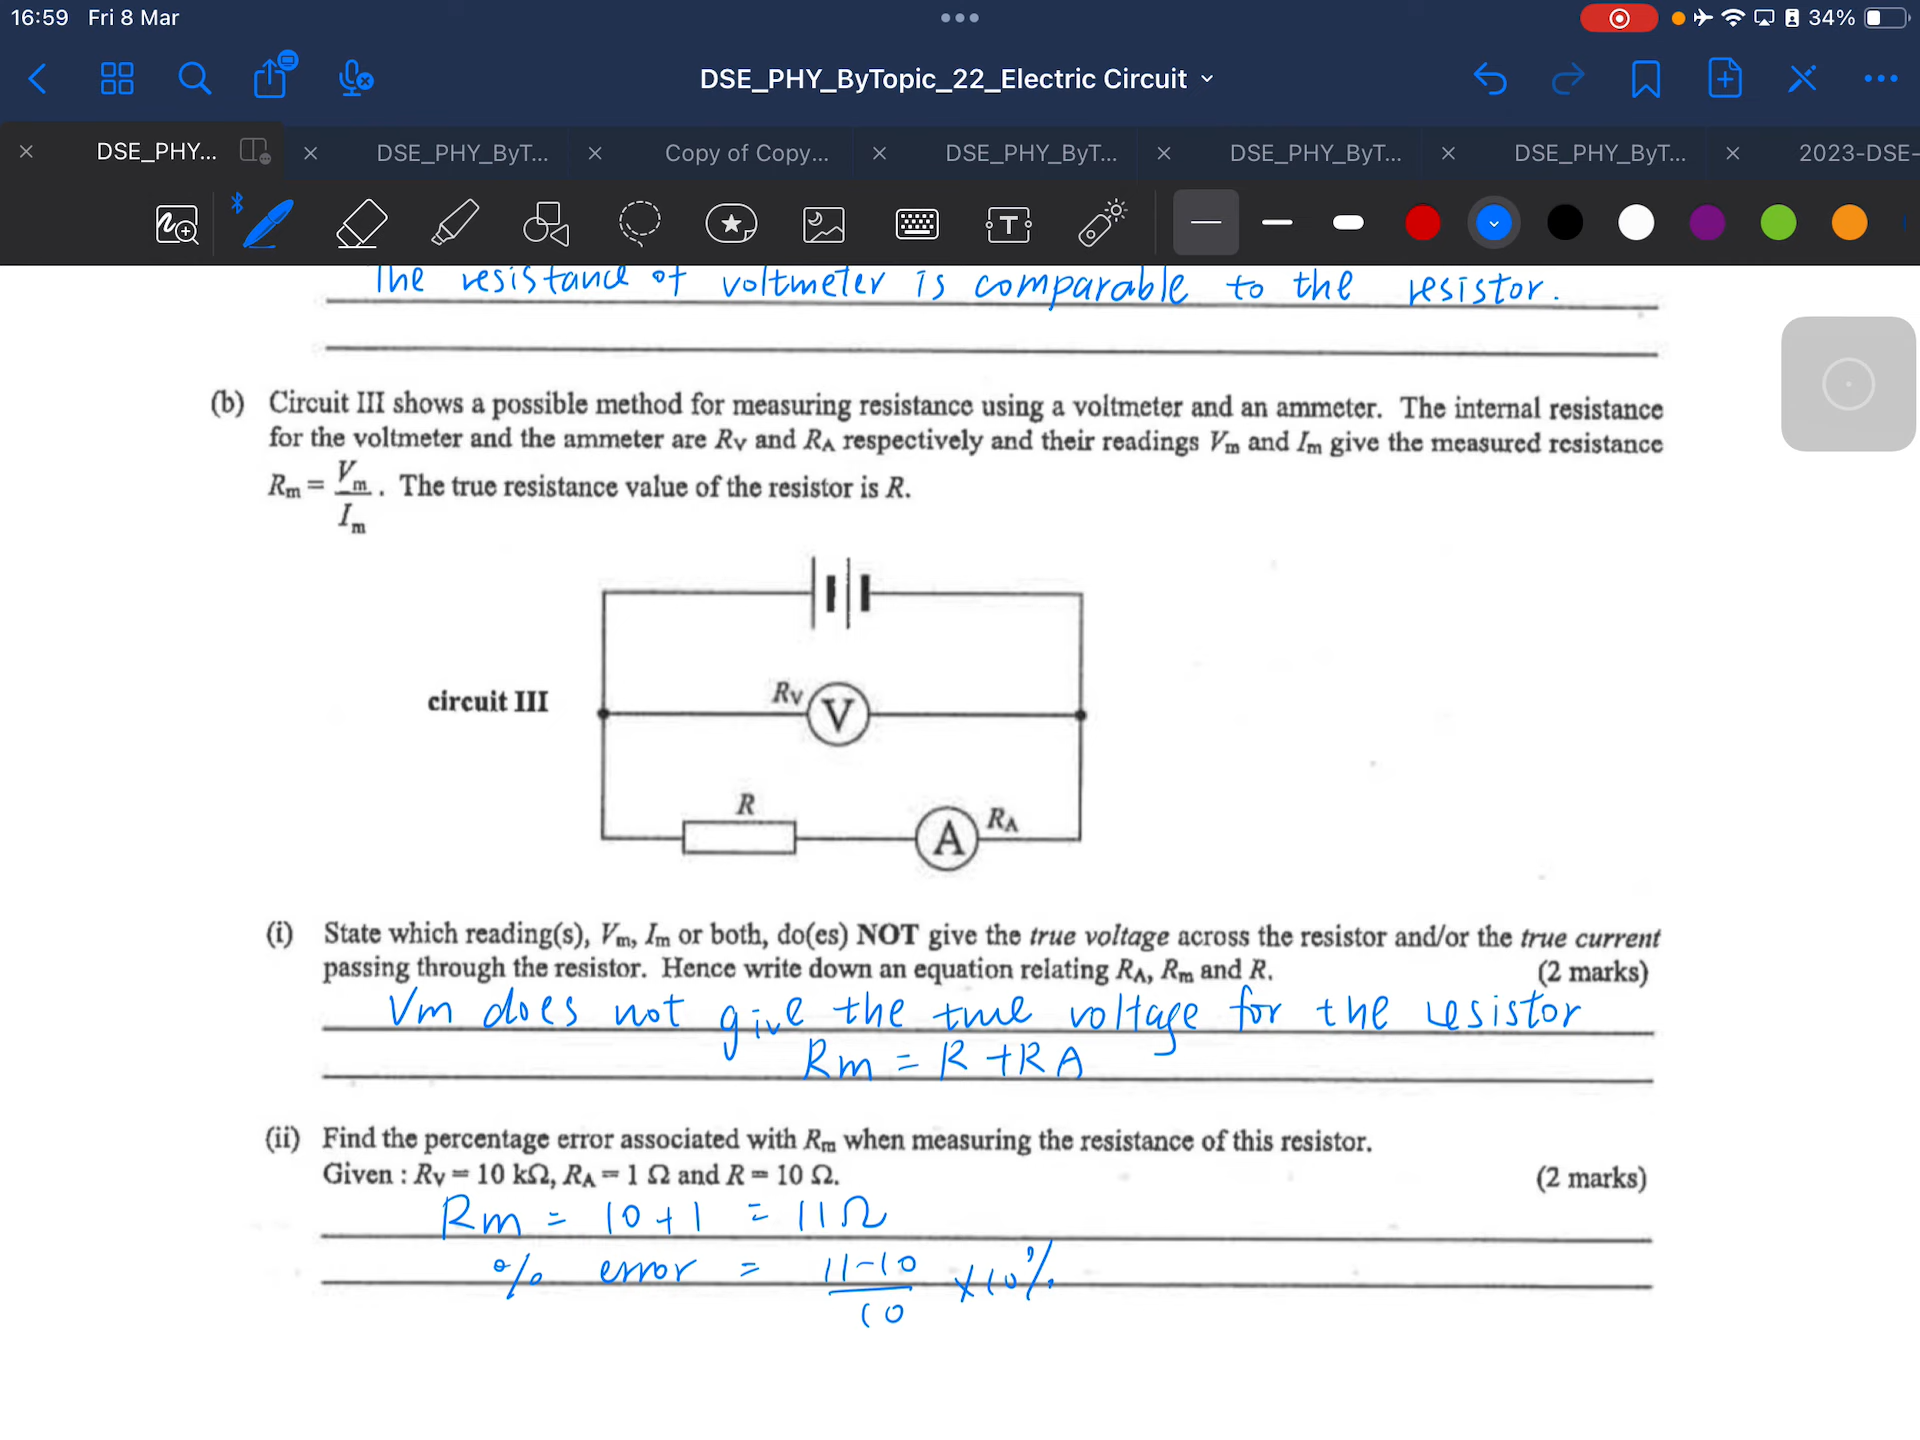 16:59 Fri 8 Mar
34%
DSE_PHY_ByTopic_22_Electric Circuit
DSE_PHY...
DSE_PHY_ByT...
Copy of Copy...
DSE_PHY_ByT...
DSE_PHY_ByT...
DSE_PHY_ByT...
2023-DSE-
The resistance of voltmeter is comparable to the resistor.
(b) Circuit III shows a possible method for measuring resistance using a voltmeter and an ammeter. The internal resistance
for the voltmeter and the ammeter are RV and RA respectively and their readings Vm and Im give the measured resistance
Rm = Vm/Im. The true resistance value of the resistor is R.
circuit III
RV
V
R
A
RA
(i) State which reading(s), Vm, Im or both, do(es) NOT give the true voltage across the resistor and/or the true current
passing through the resistor. Hence write down an equation relating RA, Rm and R. (2 marks)
Vm does not give the true voltage for the resistor
Rm = R + RA
(ii) Find the percentage error associated with Rm when measuring the resistance of this resistor.
Given : RV = 10 kΩ, RA = 1 Ω and R = 10 Ω. (2 marks)
Rm = 10 + 1 = 11Ω
% error = 11-10/10